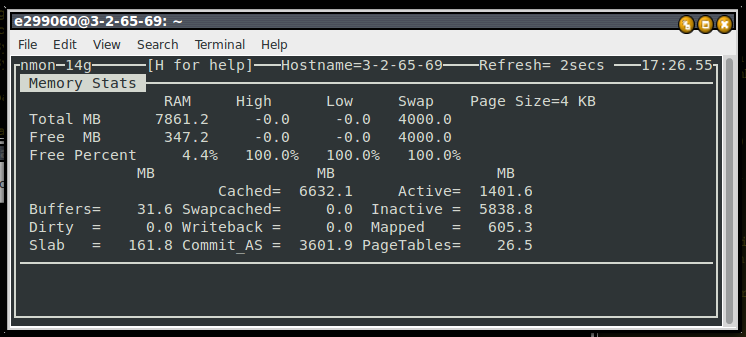 e299060@3-2-65-69: ~
File Edit View Search Terminal Help
nmon-14g [H for help] Hostname=3-2-65-69 Refresh= 2secs 17:26.55
Memory Stats
RAM High Low Swap Page Size=4 KB
Total MB 7861.2 -0.0 -0.0 4000.0
Free MB 347.2 -0.0 -0.0 4000.0
Free Percent 4.4% 100.0% 100.0% 100.0%
MB MB MB
Cached= 6632.1 Active= 1401.6
Buffers= 31.6 Swapcached= 0.0 Inactive = 5838.8
Dirty = 0.0 Writeback = 0.0 Mapped = 605.3
Slab = 161.8 Commit_AS = 3601.9 PageTables= 26.5